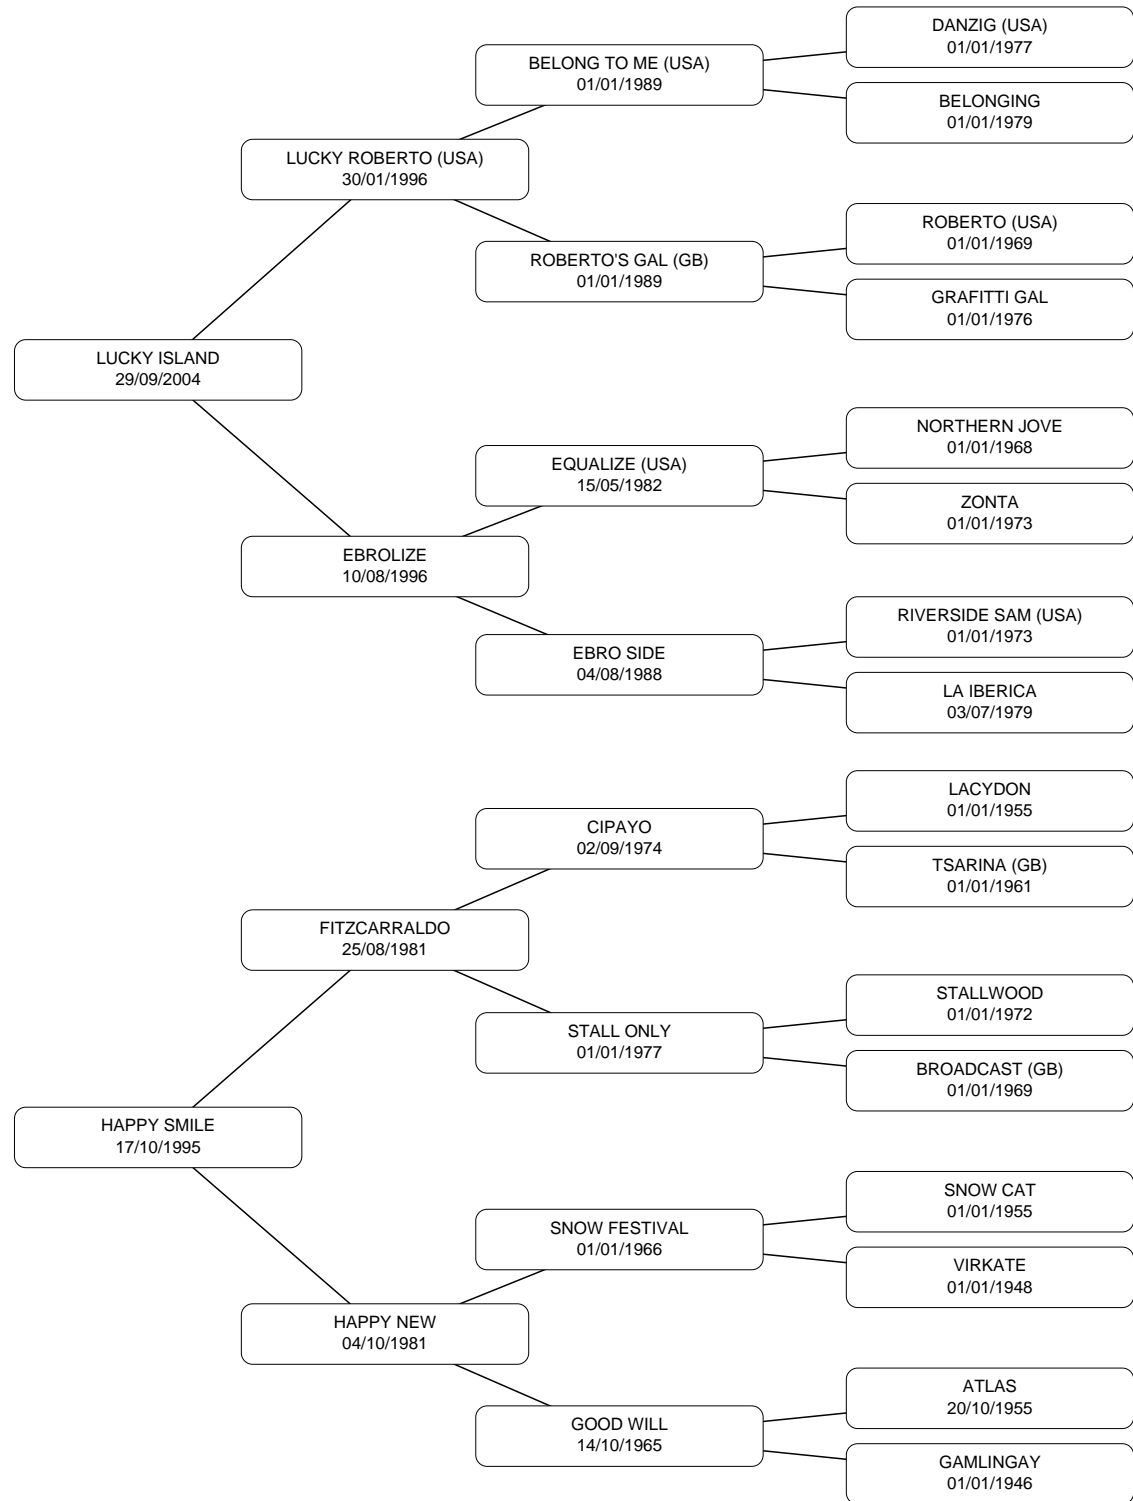 DANZIG (USA)
01/01/1977
BELONG TO ME (USA)
01/01/1989
BELONGING
01/01/1979
LUCKY ROBERTO (USA)
30/01/1996
ROBERTO (USA)
01/01/1969
ROBERTO'S GAL (GB)
01/01/1989
GRAFITTI GAL
01/01/1976
LUCKY ISLAND
29/09/2004
NORTHERN JOVE
01/01/1968
EQUALIZE (USA)
15/05/1982
ZONTA
01/01/1973
EBROLIZE
10/08/1996
RIVERSIDE SAM (USA)
01/01/1973
EBRO SIDE
04/08/1988
LA IBERICA
03/07/1979
LACYDON
01/01/1955
CIPAYO
02/09/1974
TSARINA (GB)
01/01/1961
FITZCARRALDO
25/08/1981
STALLWOOD
01/01/1972
STALL ONLY
01/01/1977
BROADCAST (GB)
01/01/1969
HAPPY SMILE
17/10/1995
SNOW CAT
01/01/1955
SNOW FESTIVAL
01/01/1966
VIRKATE
01/01/1948
HAPPY NEW
04/10/1981
ATLAS
20/10/1955
GOOD WILL
14/10/1965
GAMLINGAY
01/01/1946